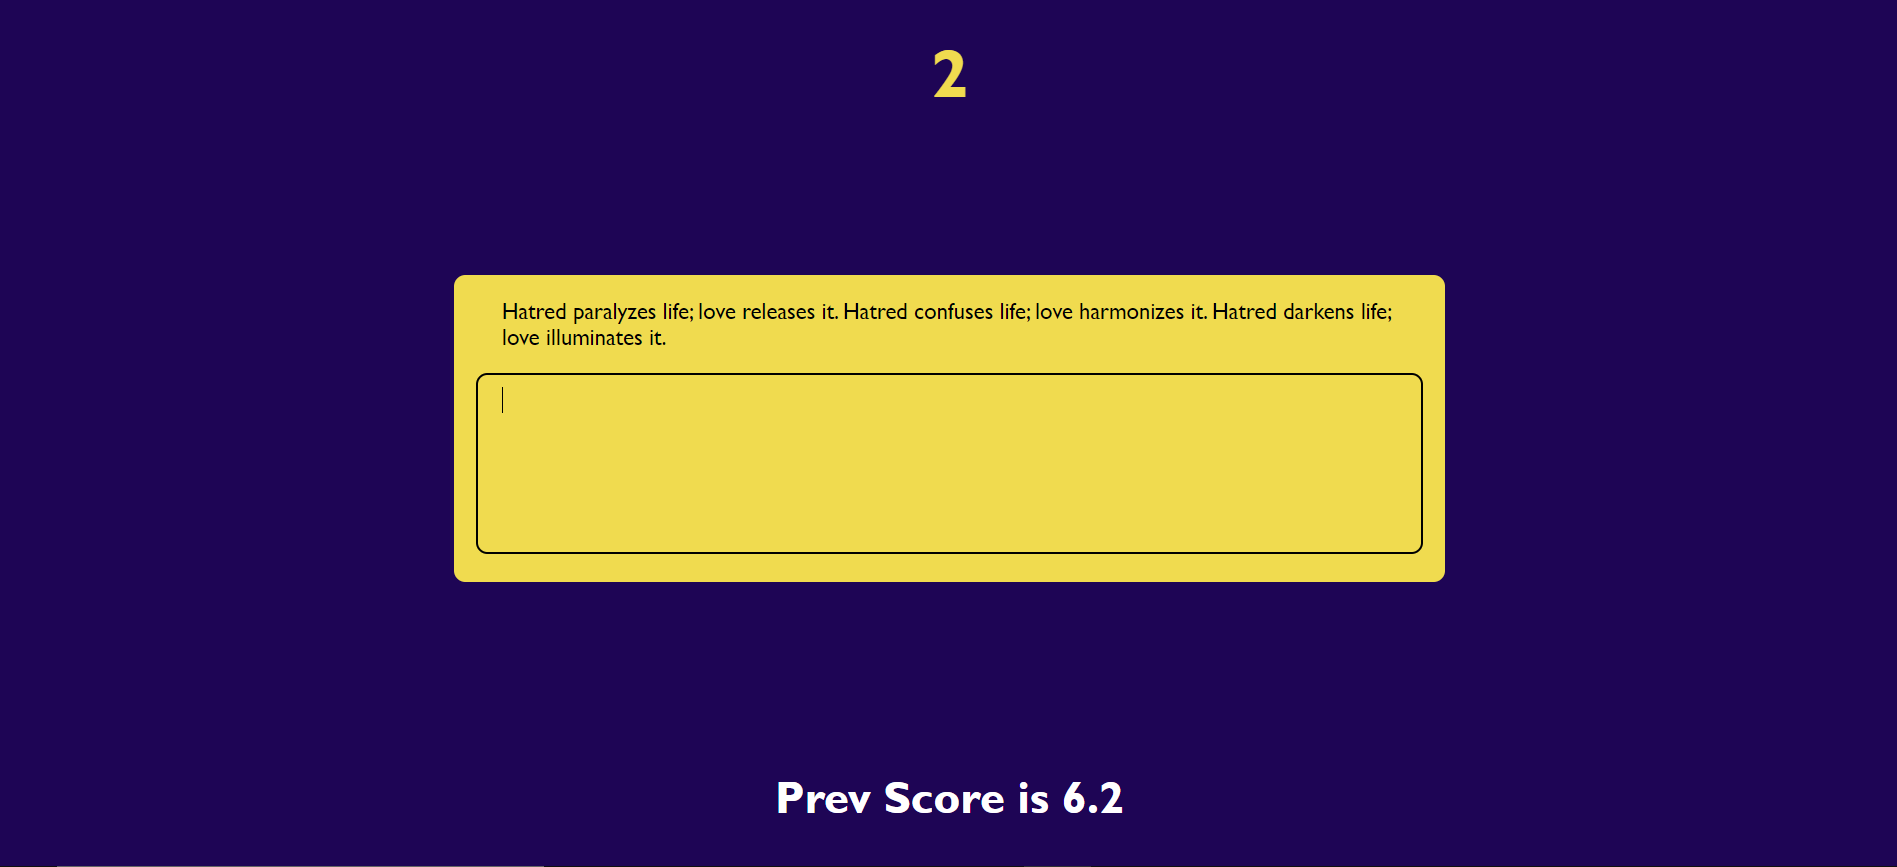 2
Hatred paralyzes life; love releases it. Hatred confuses life; love harmonizes it. Hatred darkens life;
love illuminates it.
Prev Score is 6.2